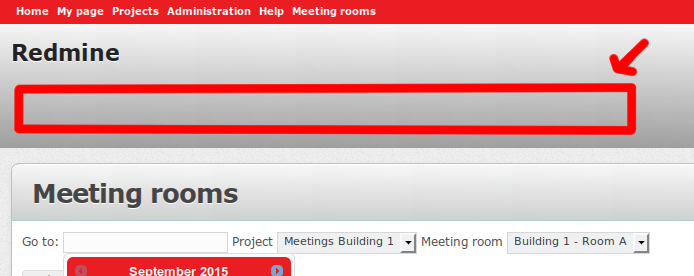 Home My page Projects Administration Help Meeting rooms
Redmine
Meeting rooms
Go to: Project Meetings Building 1 Meeting room Building 1 - Room A
September 2015